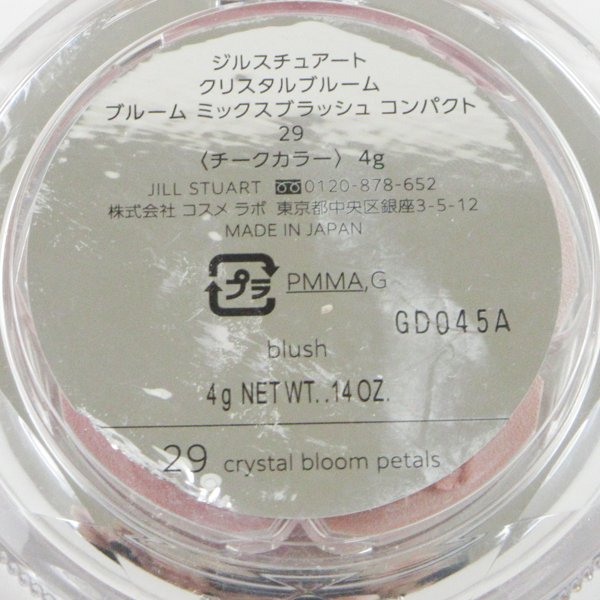 ジルスチュアート
クリスタルブルーム
ブルーム ミックスブラッシュ コンパクト
29
〈チークカラー〉 4g
JILL STUART 0120-878-652
株式会社 コスメ ラボ 東京都中央区銀座3-5-12
MADE IN JAPAN
プラ PMMA,G
GD045A
blush
4g NET WT. .14 OZ.
29 crystal bloom petals